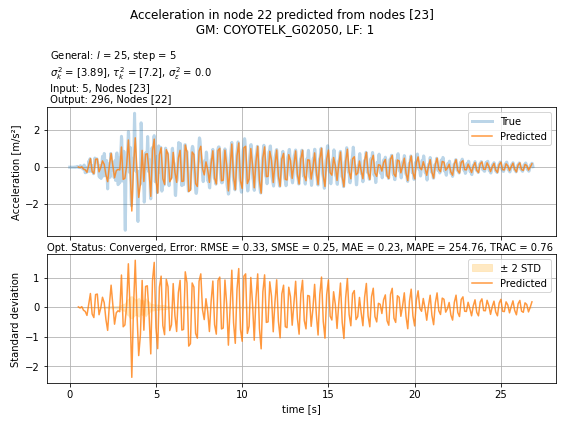 Acceleration in node 22 predicted from nodes [23]
GM: COYOTELK_G02050, LF: 1
General: l = 25, step = 5
σ²ₖ = [3.89], τ²ₖ = [7.2], σ²ε = 0.0
Input: 5, Nodes [23]
Output: 296, Nodes [22]
Acceleration [m/s²]
2
0
−2
True
Predicted
Opt. Status: Converged, Error: RMSE = 0.33, SMSE = 0.25, MAE = 0.23, MAPE = 254.76, TRAC = 0.76
Standard deviation
1
0
−1
−2
± 2 STD
Predicted
0 5 10 15 20 25
time [s]